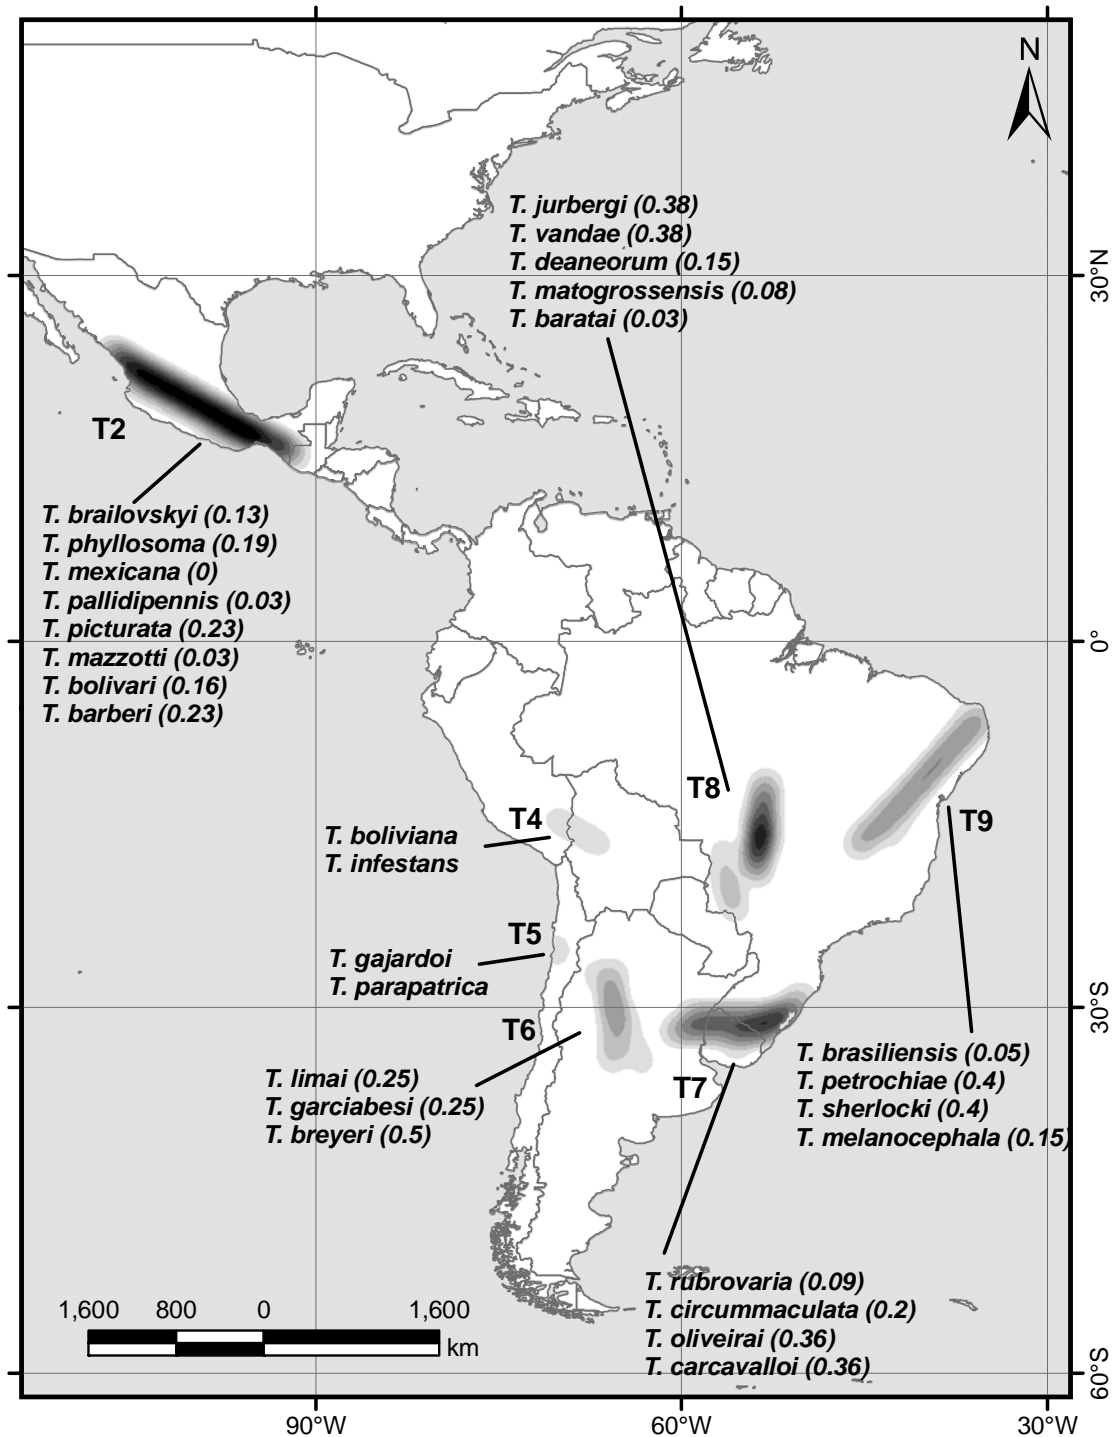 N
T. jurbergi (0.38)
T. vandae (0.38)
T. deaneorum (0.15)
T. matogrossensis (0.08)
T. baratai (0.03)
30°N
T2
T. brailovskyi (0.13)
T. phyllosoma (0.19)
T. mexicana (0)
T. pallidipennis (0.03)
T. picturata (0.23)
T. mazzotti (0.03)
T. bolivari (0.16)
T. barberi (0.23)
0°
T8
T9
T4
T. boliviana
T. infestans
T5
T. gajardoi
T. parapatrica
30°S
T6
T. limai (0.25)
T. garciabesi (0.25)
T. breyeri (0.5)
T7
T. brasiliensis (0.05)
T. petrochiae (0.4)
T. sherlocki (0.4)
T. melanocephala (0.15)
T. rubrovaria (0.09)
T. circummaculata (0.2)
T. oliveirai (0.36)
T. carcavalloi (0.36)
1,600 800 0 1,600
km
60°S
90°W 60°W 30°W